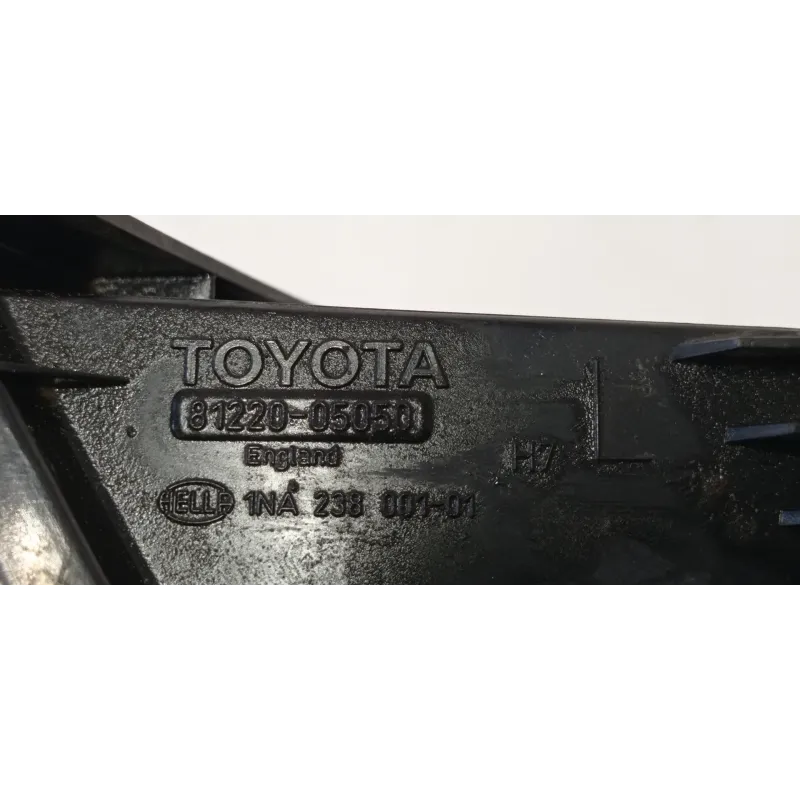 TOYOTA
81220-05050
England
H7 L
HELLA 1NA 238 001-01